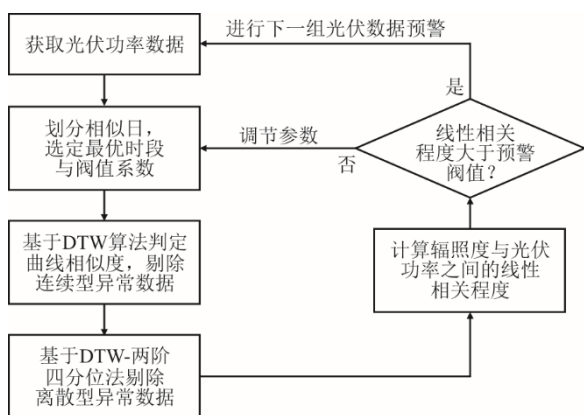 获取光伏功率数据
进行下一组光伏数据预警
是
划分相似日，
选定最优时段
与阀值系数
调节参数
否
线性相关
程度大于预警
阀值？
基于DTW算法判定
曲线相似度，剔除
连续型异常数据
计算辐照度与光伏
功率之间的线性
相关程度
基于DTW-两阶
四分位法剔除
离散型异常数据